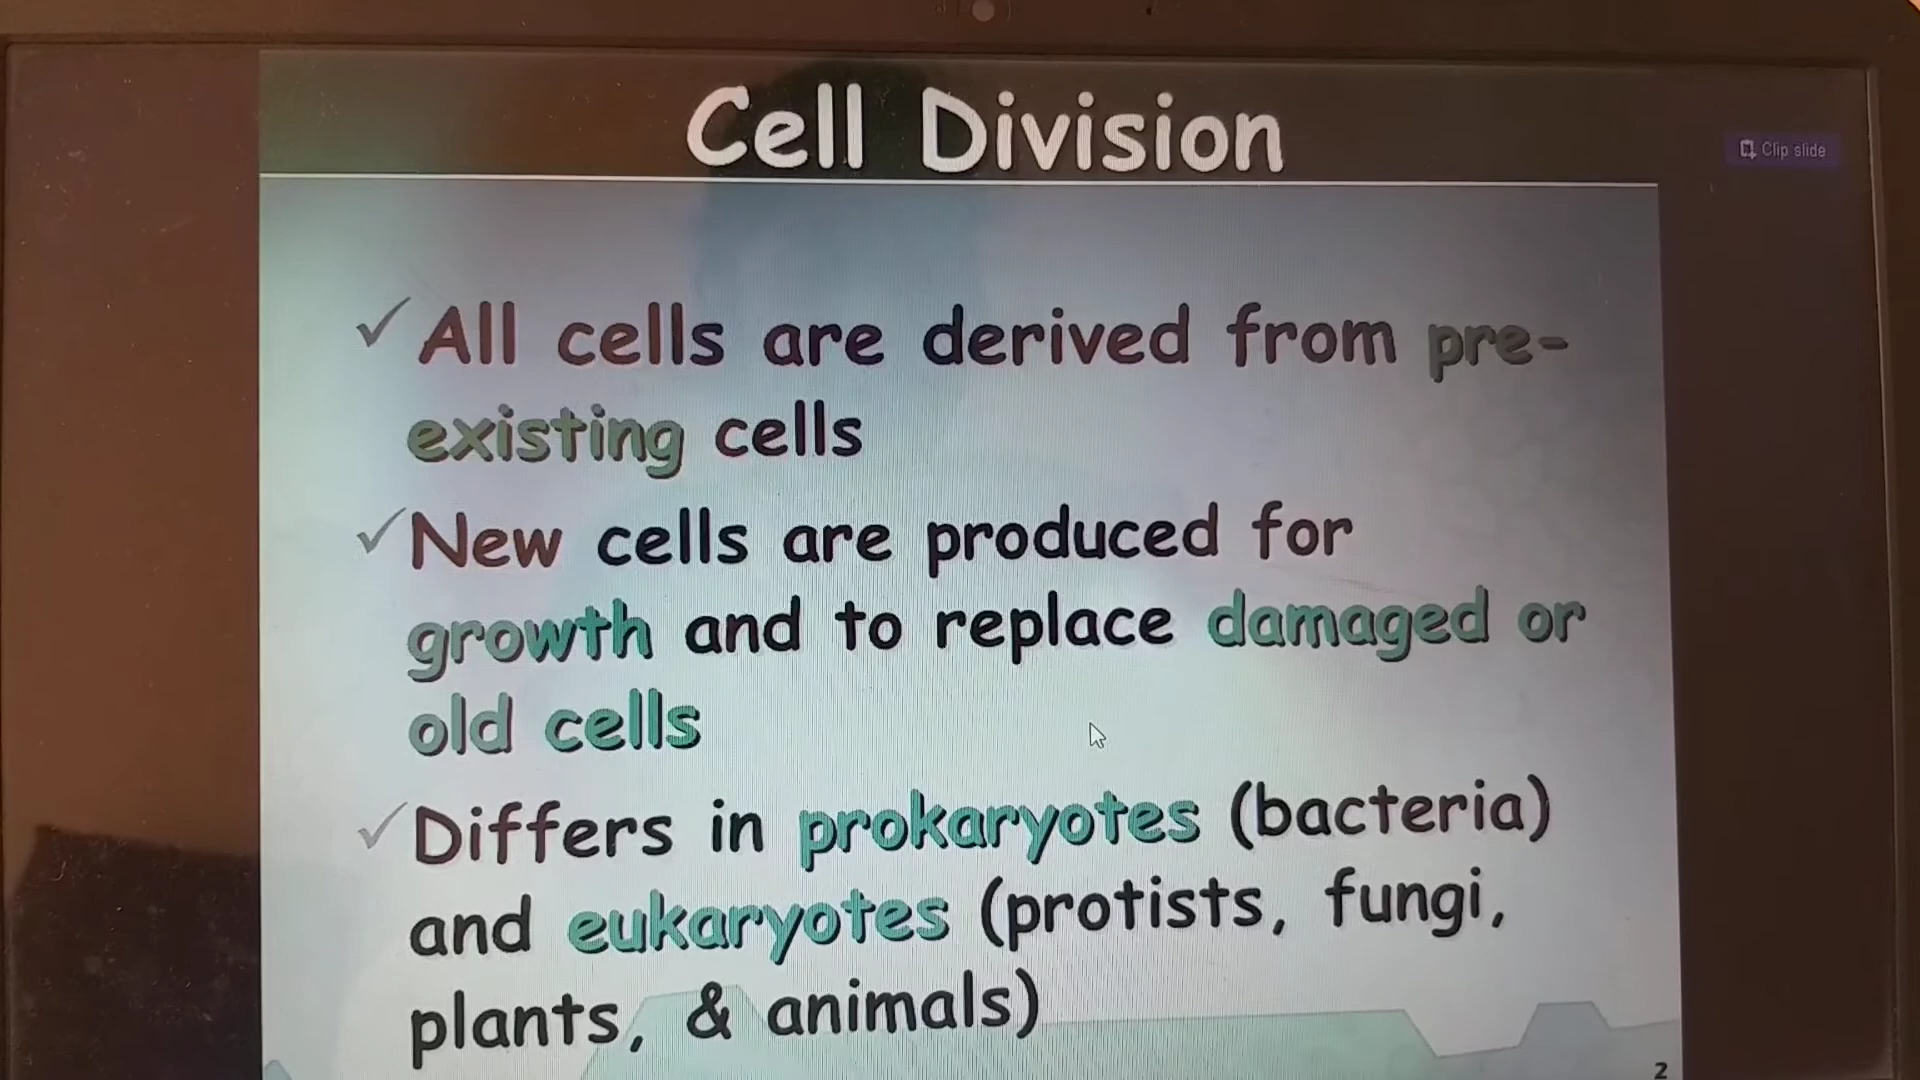 Cell Division
Clip slide
✓All cells are derived from pre-
existing cells
✓New cells are produced for
growth and to replace damaged or
old cells
✓Differs in prokaryotes (bacteria)
and eukaryotes (protists, fungi,
plants, & animals)
2